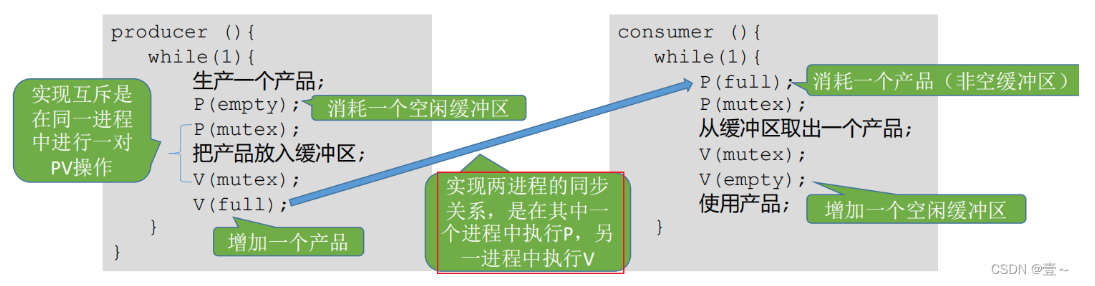 producer (){
while(1){
生产一个产品;
P(empty);
P(mutex);
把产品放入缓冲区;
V(mutex);
V(full);
}
}
实现互斥是
在同一进程
中进行一对
PV操作
消耗一个空闲缓冲区
增加一个产品
实现两进程的同步
关系，是在其中一
个进程中执行P，另
一进程中执行V
consumer (){
while(1){
P(full);
P(mutex);
从缓冲区取出一个产品;
V(mutex);
V(empty);
使用产品;
}
}
消耗一个产品（非空缓冲区）
增加一个空闲缓冲区
CSDN @壹～